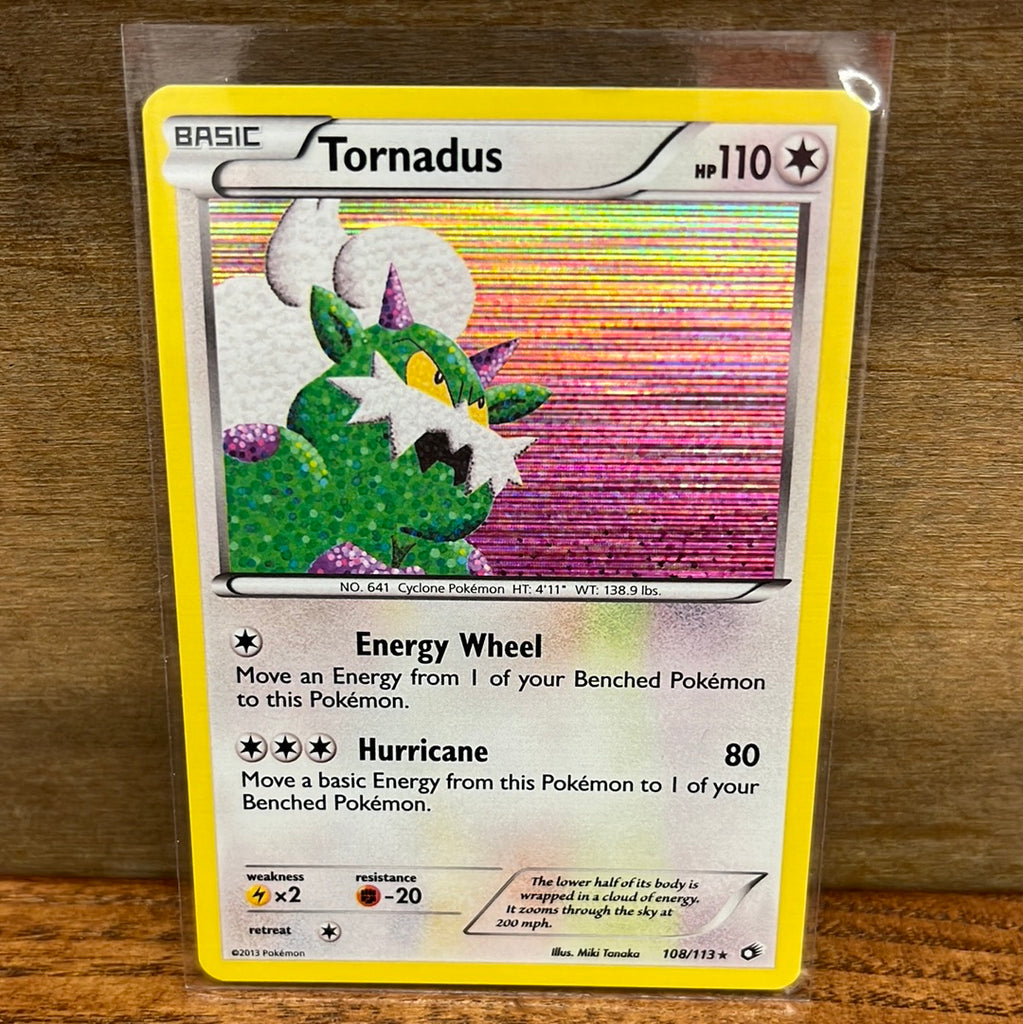 BASIC Tornadus HP 110
NO. 641 Cyclone Pokémon HT: 4'11" WT: 138.9 lbs.
Energy Wheel
Move an Energy from 1 of your Benched Pokémon
to this Pokémon.
Hurricane 80
Move a basic Energy from this Pokémon to 1 of your
Benched Pokémon.
weakness resistance
×2 -20
retreat
The lower half of its body is
wrapped in a cloud of energy.
It zooms through the sky at
200 mph.
©2013 Pokémon Illus. Miki Tanaka 108/113 ★